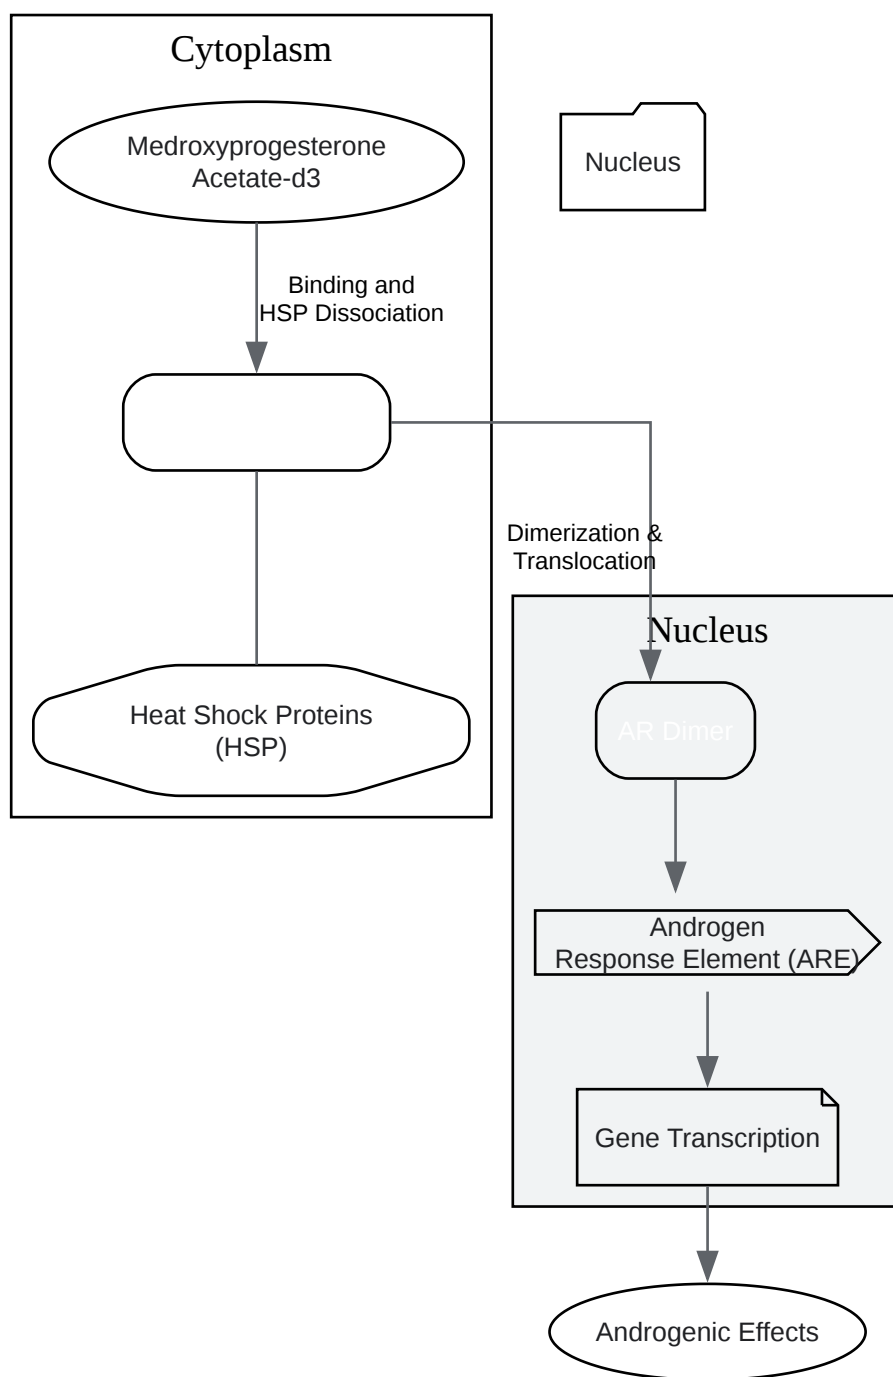 Cytoplasm
Medroxyprogesterone
Acetate-d3
Nucleus
Binding and
HSP Dissociation
Dimerization &
Translocation
Nucleus
Heat Shock Proteins
(HSP)
AR Dimer
Androgen
Response Element (ARE)
Gene Transcription
Androgenic Effects